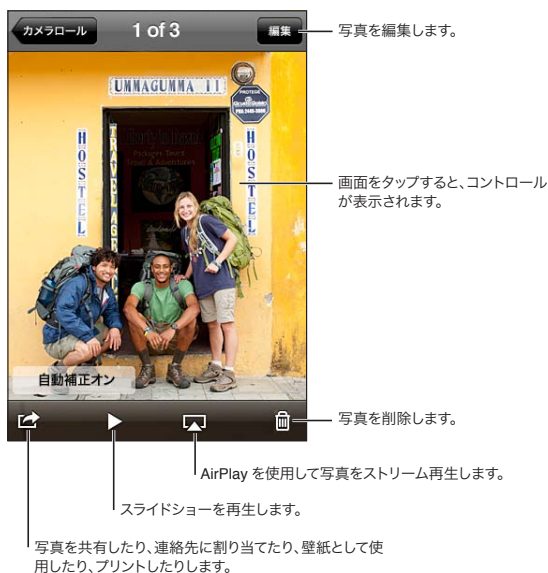 カメラロール
1 of 3
編集
写真を編集します。
UMMAGUMMA II
PROTEGE
HOSTEL
TRAVEL AG
HOSTEL
画面をタップすると、コントロール
が表示されます。
自動補正オン
写真を削除します。
AirPlay を使用して写真をストリーム再生します。
スライドショーを再生します。
写真を共有したり、連絡先に割り当てたり、壁紙として使
用したり、プリントしたりします。